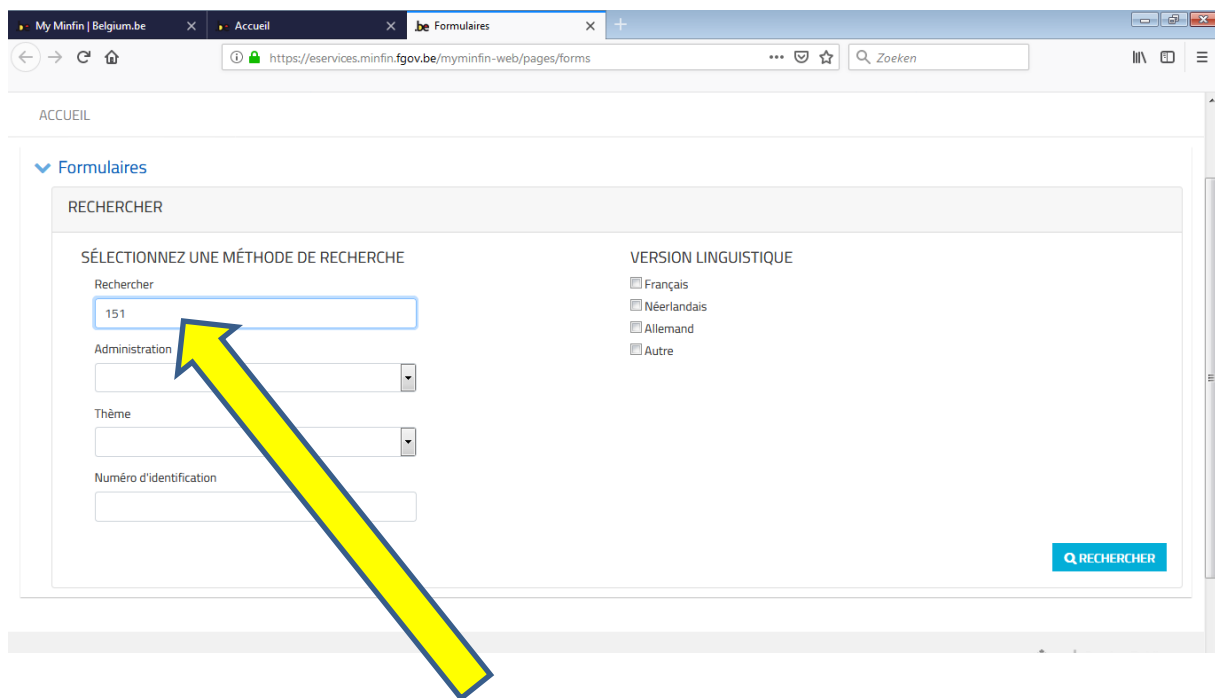 My Minfin | Belgium.be
Accueil
.be Formulaires
https://eservices.minfin.fgov.be/myminfin-web/pages/forms
Zoeken
ACCUEIL
Formulaires
RECHERCHER
SÉLECTIONNEZ UNE MÉTHODE DE RECHERCHE
Rechercher
151
Administration
Thème
Numéro d'identification
VERSION LINGUISTIQUE
Français
Néerlandais
Allemand
Autre
RECHERCHER